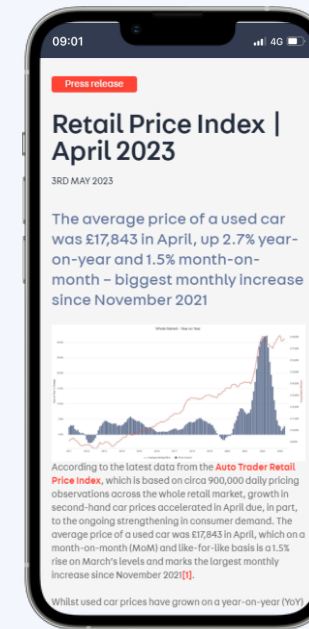 09:01
4G
Press release
Retail Price Index |
April 2023
3RD MAY 2023
The average price of a used car
was £17,843 in April, up 2.7% year-
on-year and 1.5% month-on-
month – biggest monthly increase
since November 2021
Whole Market - Year on Year
According to the latest data from the Auto Trader Retail
Price Index, which is based on circa 900,000 daily pricing
observations across the whole retail market, growth in
second-hand car prices accelerated in April due, in part,
to the ongoing strengthening in consumer demand. The
average price of a used car was £17,843 in April, which on a
month-on-month (MoM) and like-for-like basis is a 1.5%
rise on March's levels and marks the largest monthly
increase since November 2021[1].
Whilst used car prices have grown on a year-on-year (YoY)